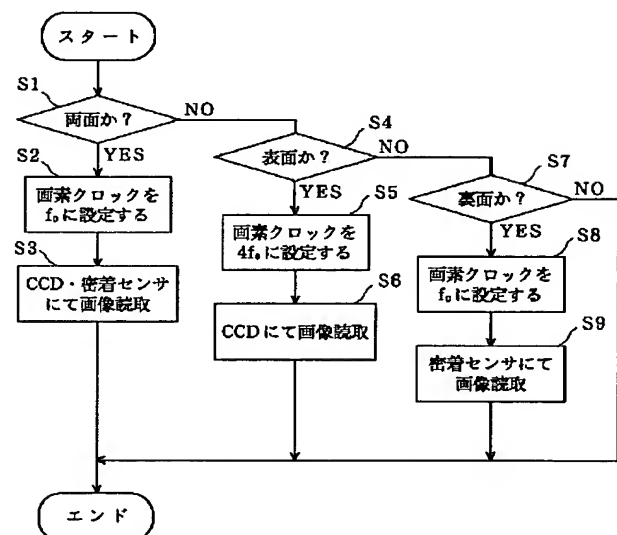 スタート
S1
両面か?
NO
YES
S2
画素クロックを
f₀に設定する
S3
CCD・密着センサ
にて画像読取
S4
表面か?
NO
YES
S5
画素クロックを
4f₀に設定する
S6
CCDにて画像読取
S7
裏面か?
NO
YES
S8
画素クロックを
f₀に設定する
S9
密着センサにて
画像読取
エンド